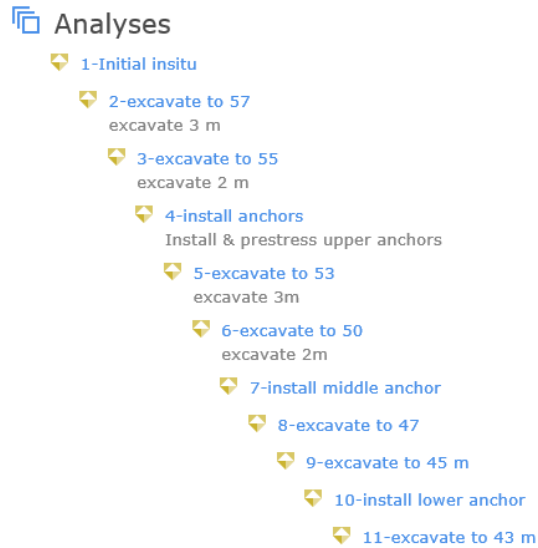 Analyses
1-Initial insitu
2-excavate to 57
excavate 3 m
3-excavate to 55
excavate 2 m
4-install anchors
Install & prestress upper anchors
5-excavate to 53
excavate 3m
6-excavate to 50
excavate 2m
7-install middle anchor
8-excavate to 47
9-excavate to 45 m
10-install lower anchor
11-excavate to 43 m